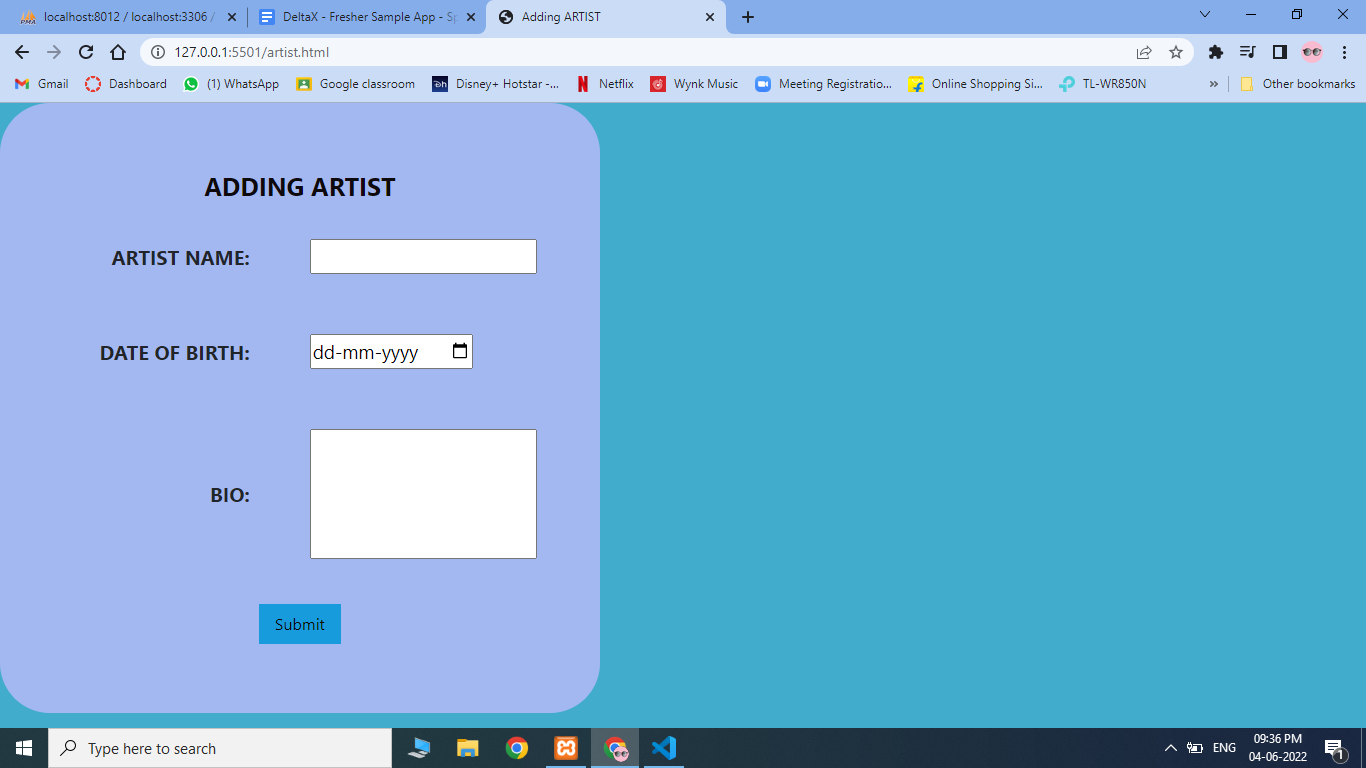 localhost:8012 / localhost:3306 /
DeltaX - Fresher Sample App - Sp
Adding ARTIST
127.0.0.1:5501/artist.html
Gmail
Dashboard
(1) WhatsApp
Google classroom
Disney+ Hotstar -...
Netflix
Wynk Music
Meeting Registratio...
Online Shopping Si...
TL-WR850N
»
Other bookmarks
ADDING ARTIST
ARTIST NAME:
DATE OF BIRTH:
dd-mm-yyyy
BIO:
Submit
Type here to search
ENG
09:36 PM
04-06-2022
1